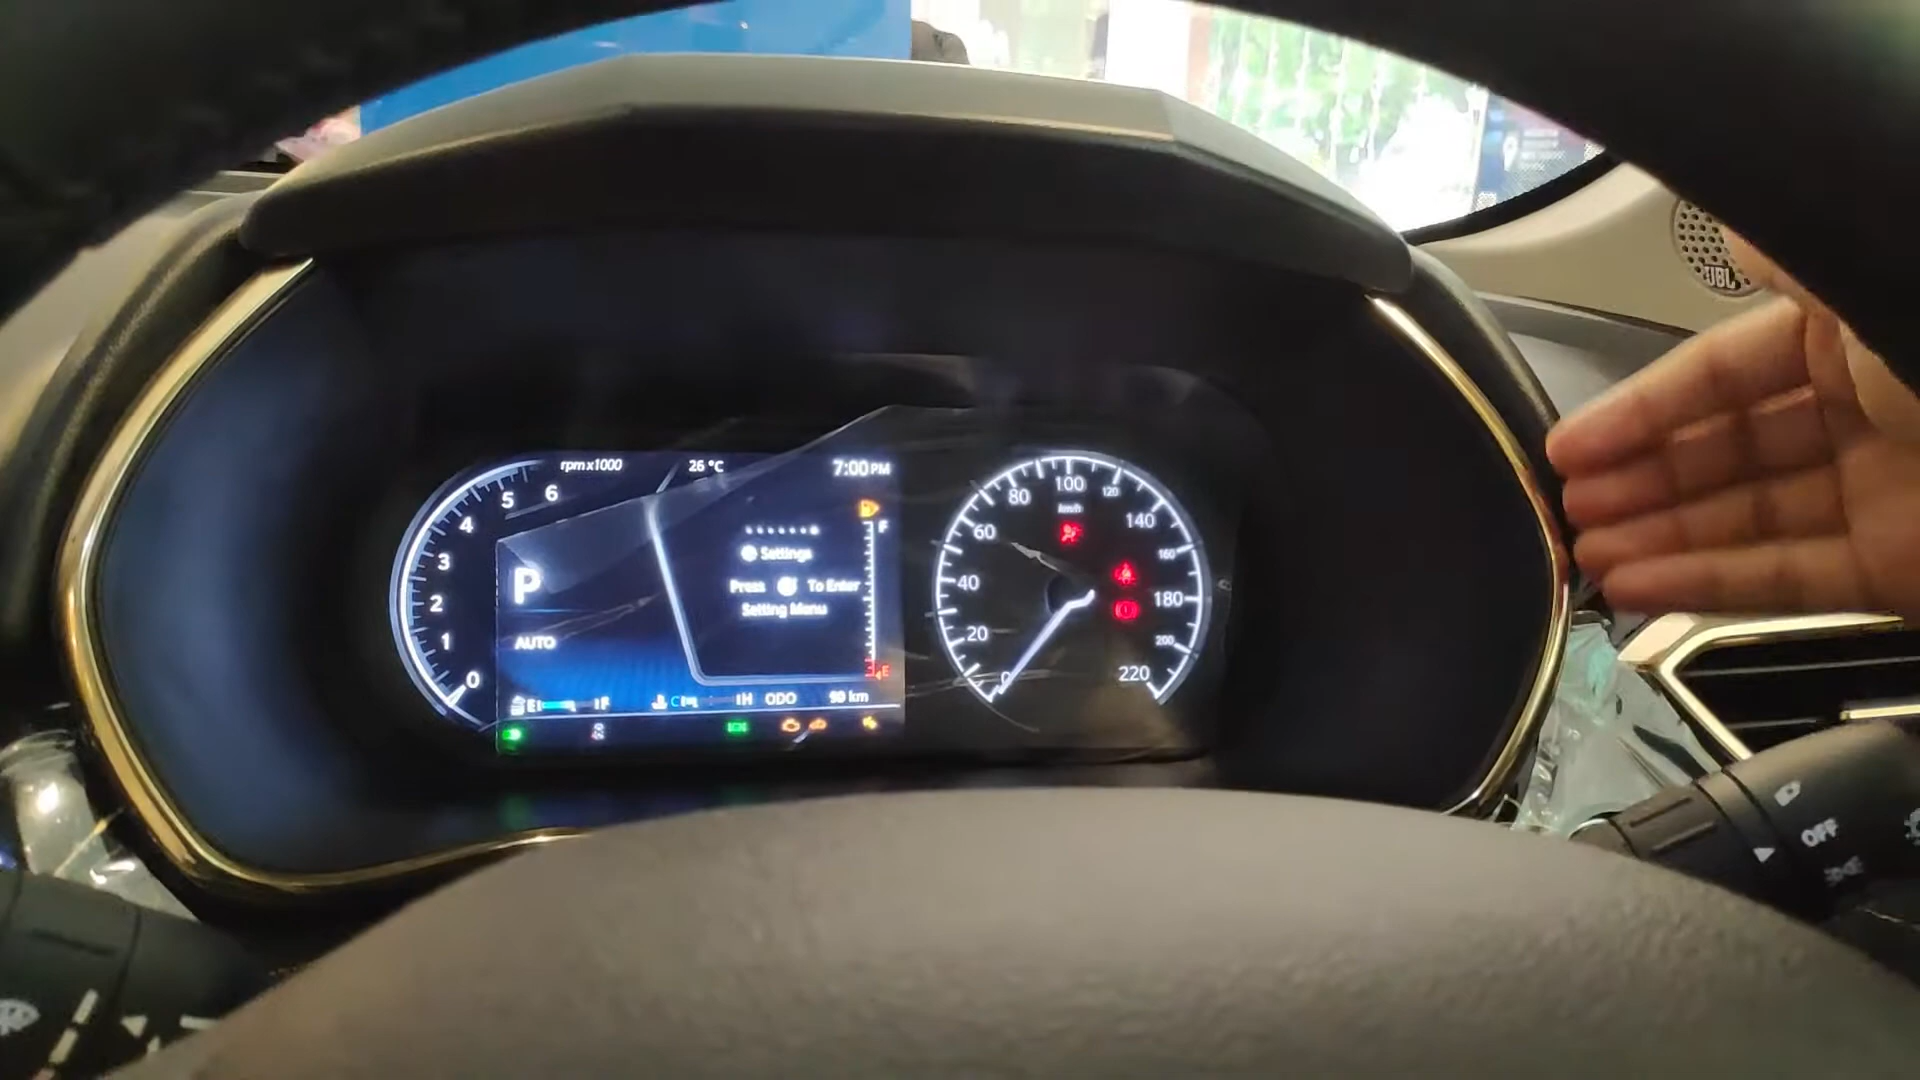 rpm x1000
26 °C
7:00 PM
6
5
4
3
2
1
0
F
Settings
Press To Enter
Setting Menu
P
AUTO
E
E F
C H ODO 90 km
0
20
40
60
80
100
120
140
160
180
200
220
km/h
JBL
OFF